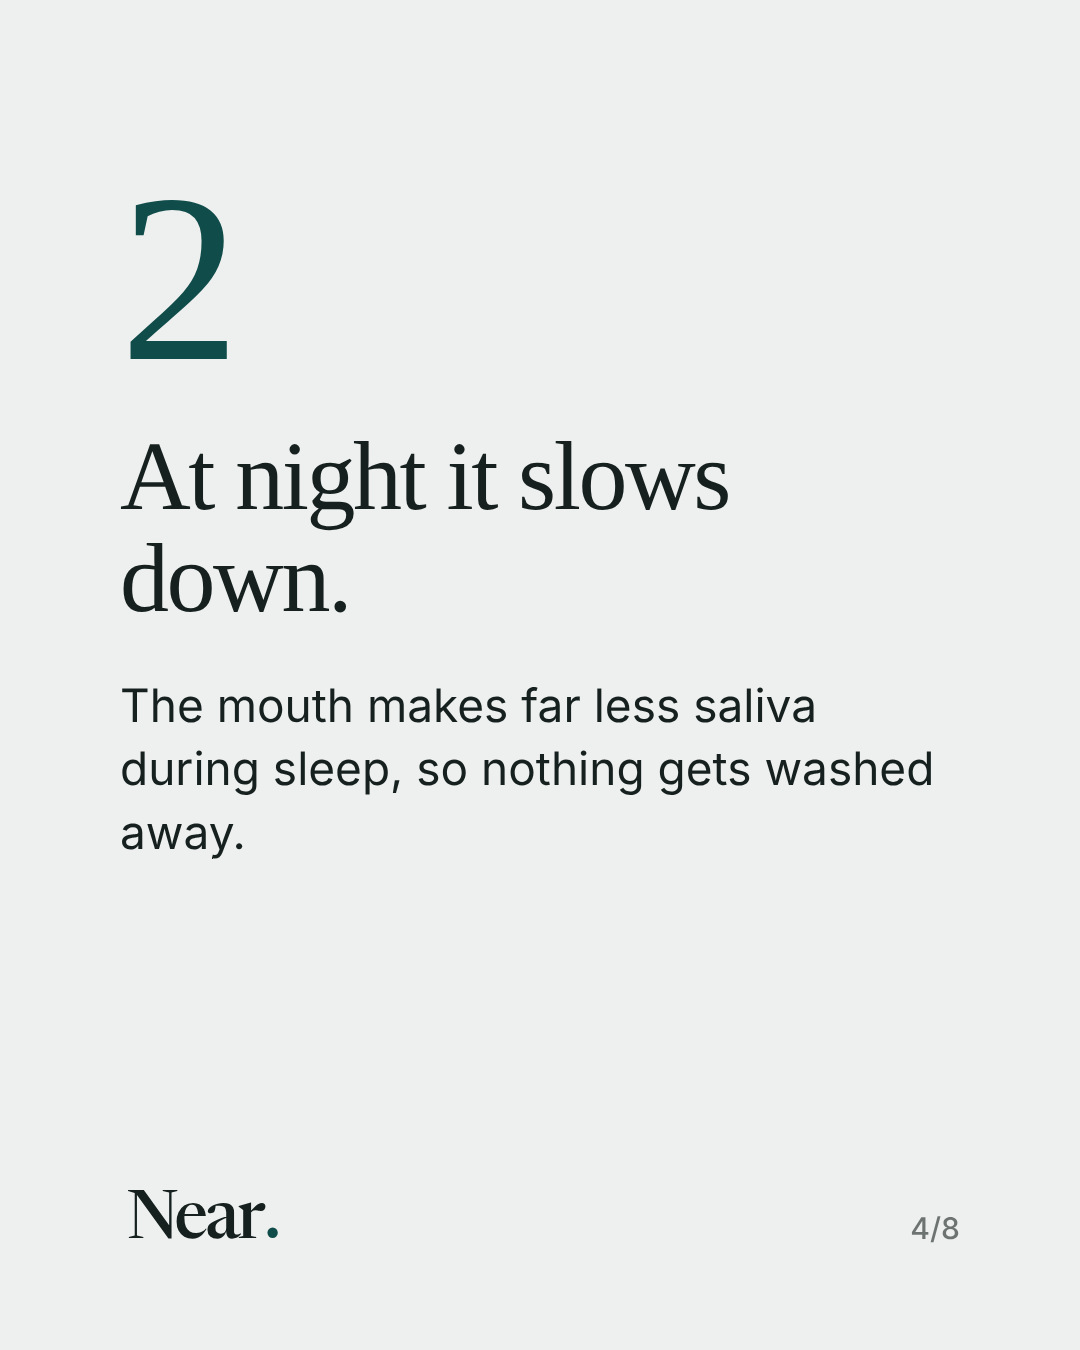 2
At night it slows
down.
The mouth makes far less saliva
during sleep, so nothing gets washed
away.
Near.
4/8